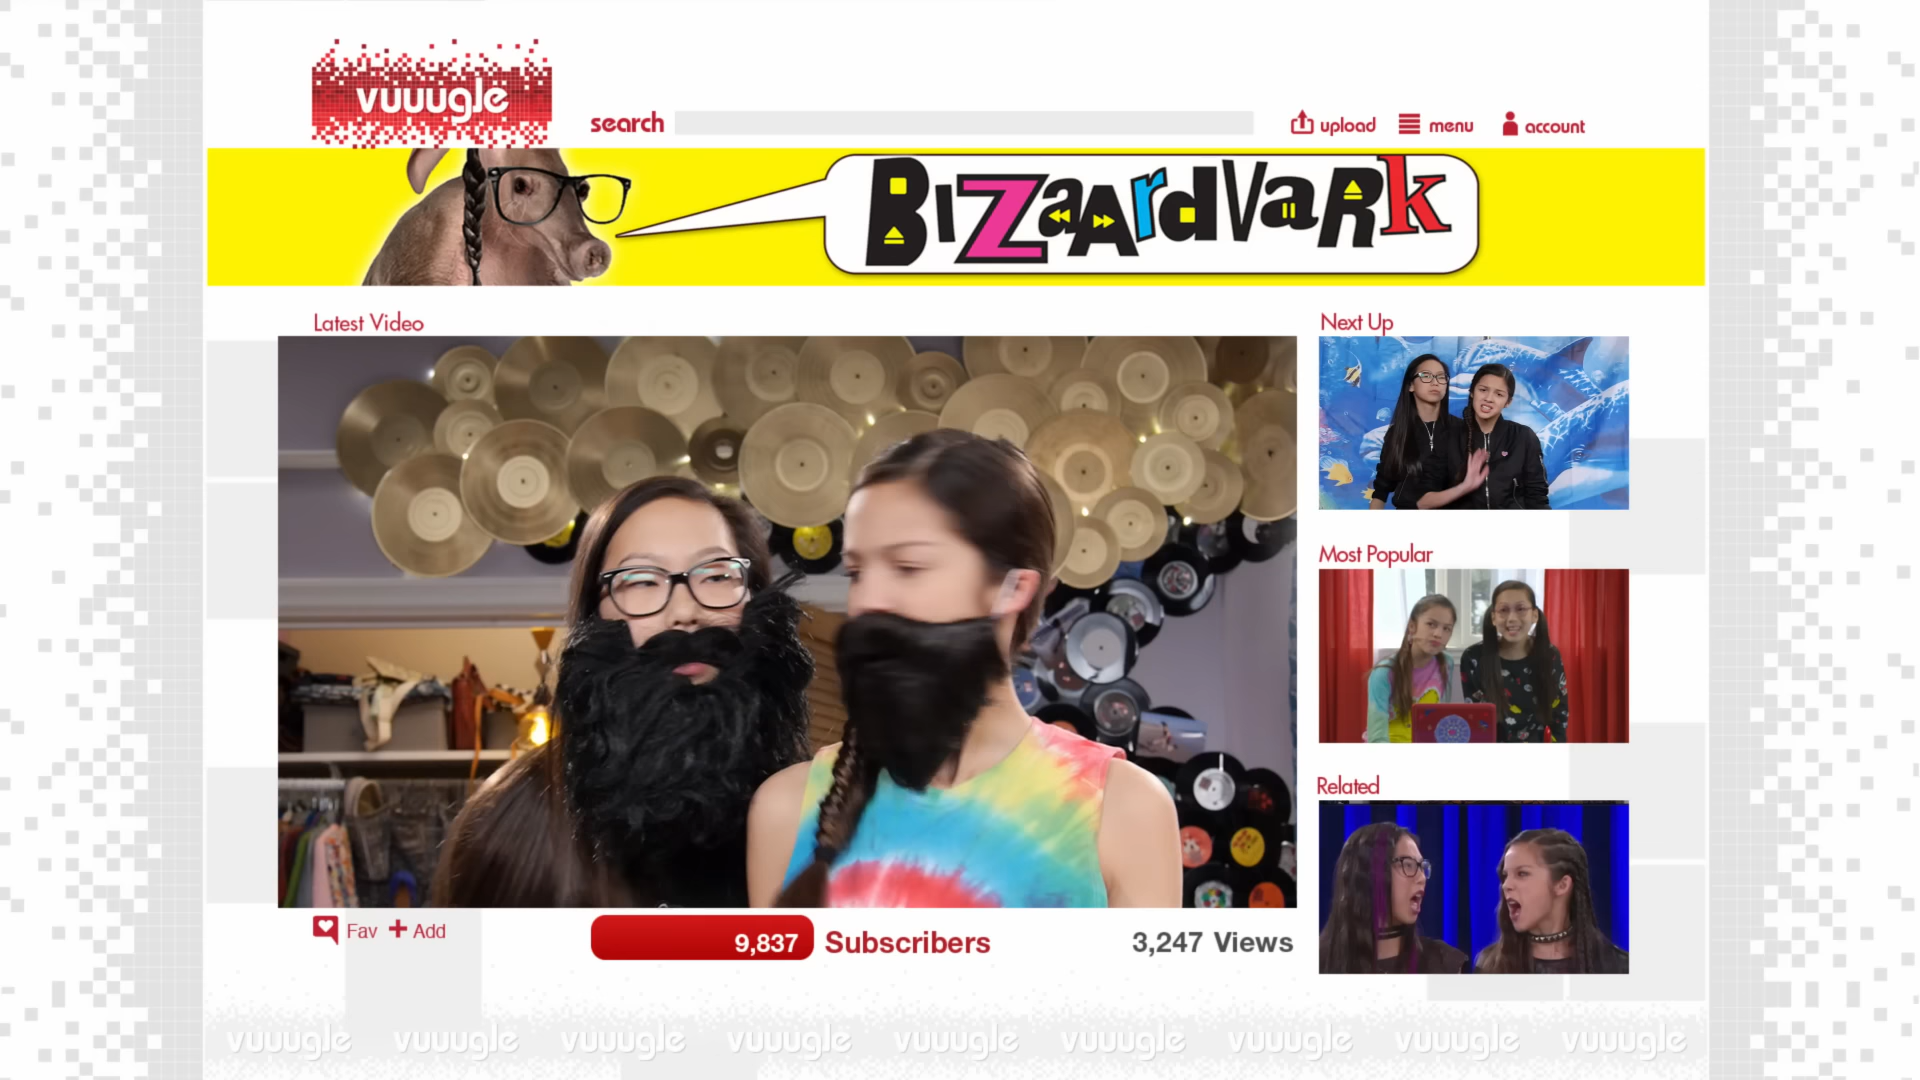 vuuugle
search
upload
menu
account
BizaardvaRk
Latest Video
Next Up
Most Popular
Related
Fav
Add
9,837 Subscribers
3,247 Views
vuuugle vuuugle vuuugle vuuugle vuuugle vuuugle vuuugle vuuugle vuuugle